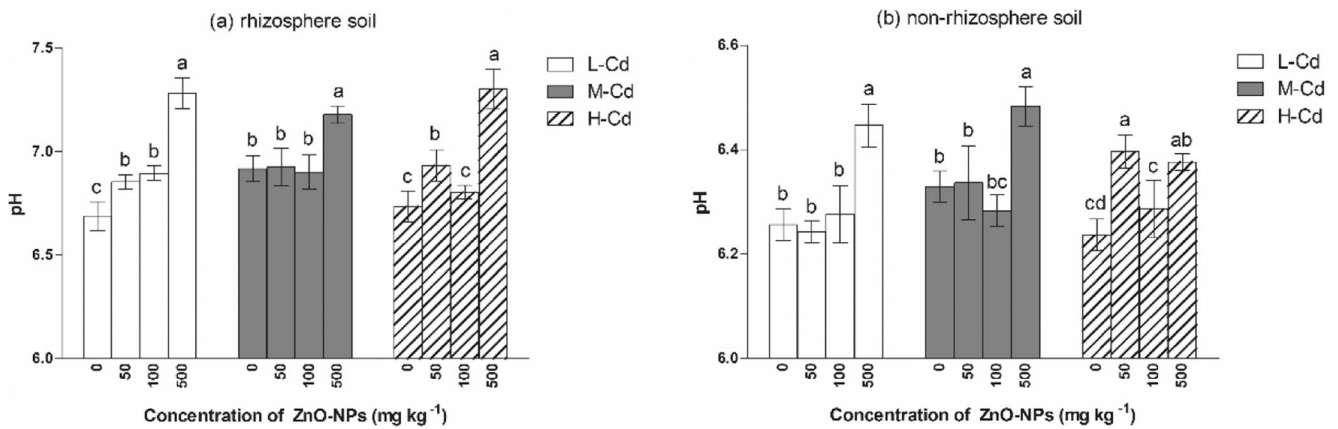 (a) rhizosphere soil
7.5
7.0
6.5
6.0
pH
c b b a
b b b a
c b c a
L-Cd
M-Cd
H-Cd
0 50 100 500 0 50 100 500 0 50 100 500
Concentration of ZnO-NPs (mg kg⁻¹)
(b) non-rhizosphere soil
6.6
6.4
6.2
6.0
pH
b b b a
b b bc a
cd a c ab
L-Cd
M-Cd
H-Cd
0 50 100 500 0 50 100 500 0 50 100 500
Concentration of ZnO-NPs (mg kg⁻¹)